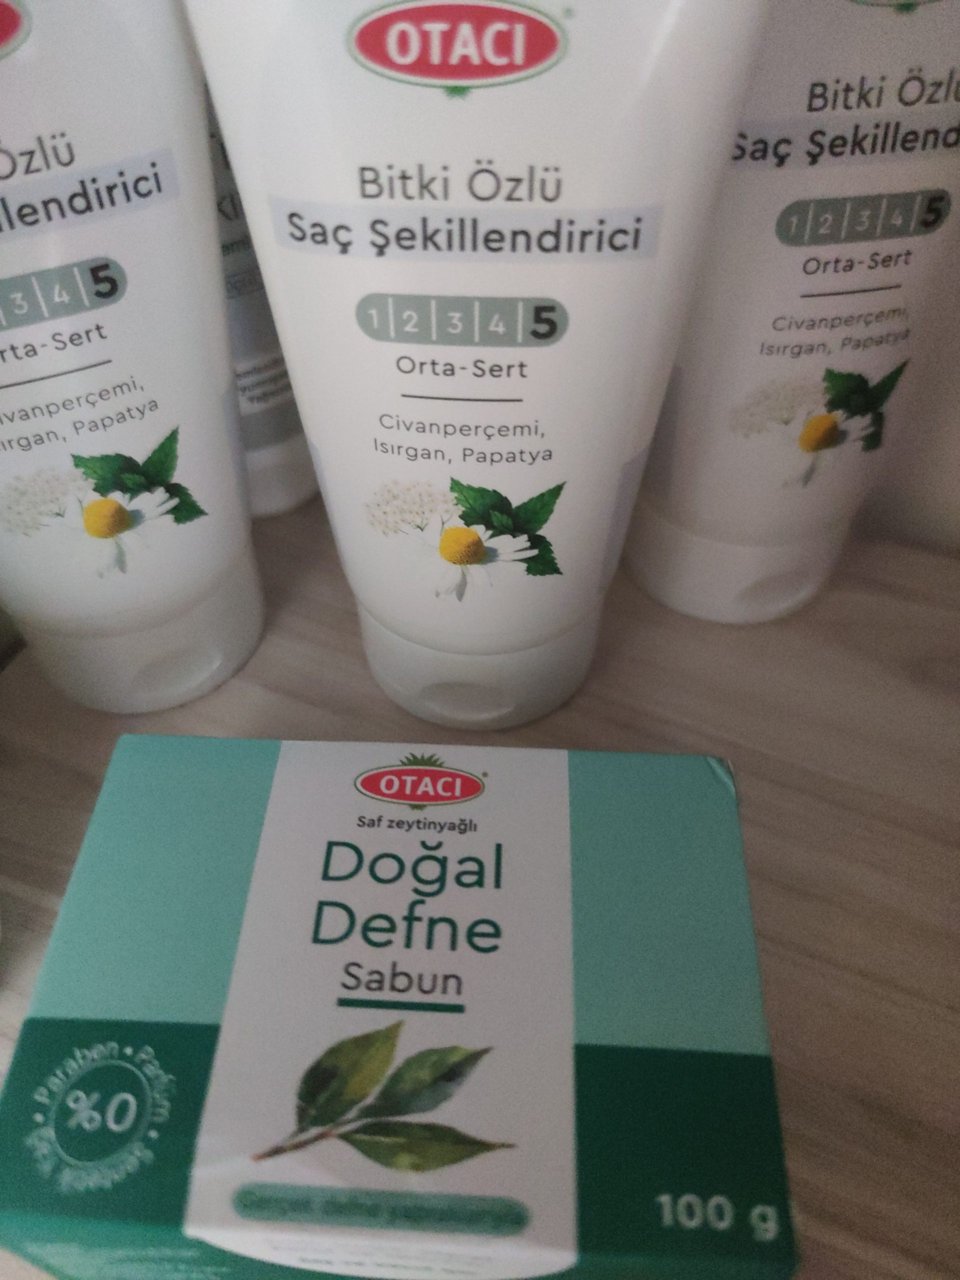 OTACI
Bitki Özlü
Saç Şekillendirici
1 2 3 4 5
Orta-Sert
Civanperçemi,
Isırgan, Papatya
Özlü
llendirici
3 4 5
rta-Sert
ivanperçemi,
ırgan, Papatya
Bitki Özlü
Saç Şekillend
1 2 3 4 5
Orta-Sert
Civanperçemi,
Isırgan, Papatya
OTACI
Saf zeytinyağlı
Doğal
Defne
Sabun
%0
Paraben
100 g